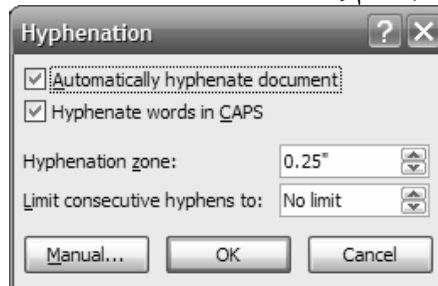 Hyphenation
Automatically hyphenate document
Hyphenate words in CAPS
Hyphenation zone: 0.25"
Limit consecutive hyphens to: No limit
Manual... OK Cancel